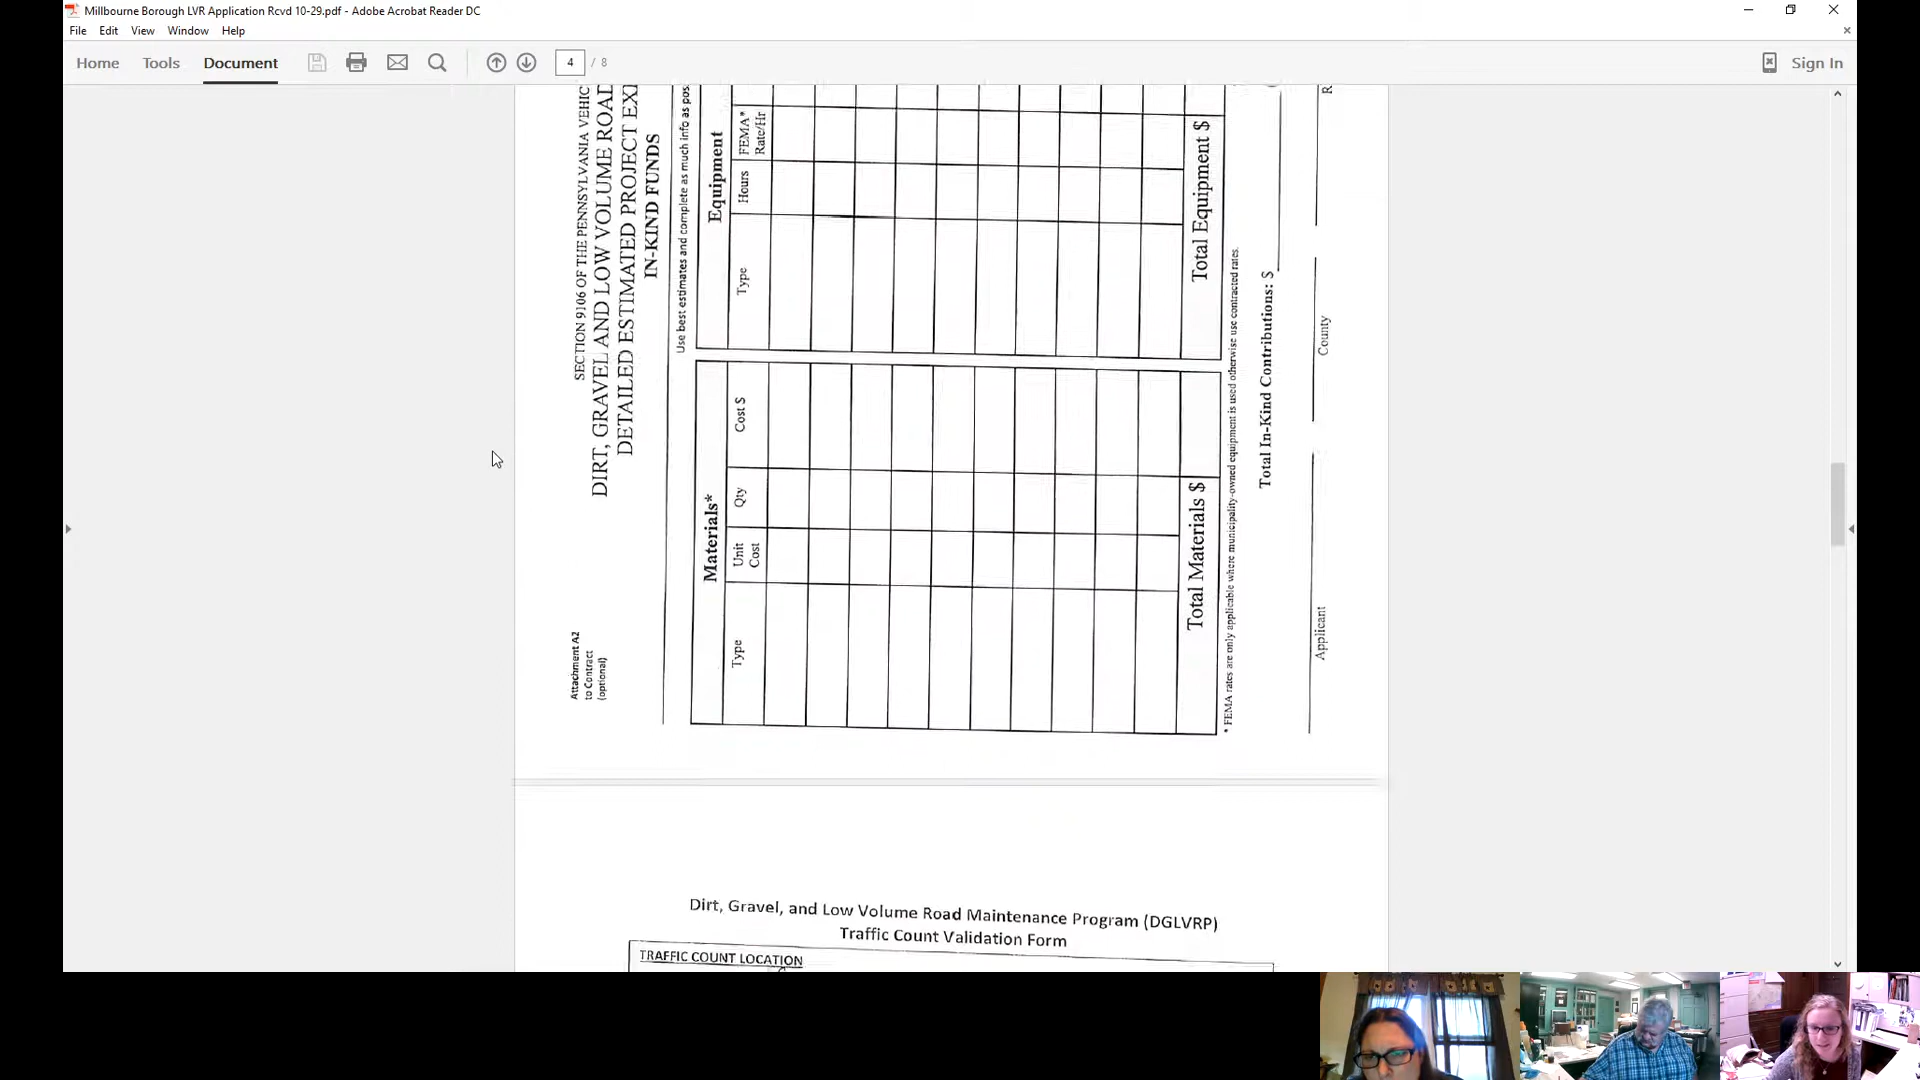 Millbourne Borough LVR Application Rcvd 10-29.pdf - Adobe Acrobat Reader DC
File Edit View Window Help
Home Tools Document 4 / 8 Sign In
Attachment A2
to Contract
(optional)
SECTION 9106 OF THE PENNSYLVANIA VEHIC
DIRT, GRAVEL AND LOW VOLUME ROAD
DETAILED ESTIMATED PROJECT EX
IN-KIND FUNDS
Use best estimates and complete as much info as pos
Materials* Equipment
Type Unit Cost Qty Cost $ Type Hours FEMA* Rate/Hr
Total Materials $ Total Equipment $
* FEMA rates are only applicable where municipality-owned equipment is used otherwise use contracted rates.
Total In-Kind Contributions: $
Applicant County R
Dirt, Gravel, and Low Volume Road Maintenance Program (DGLVRP)
Traffic Count Validation Form
TRAFFIC COUNT LOCATION